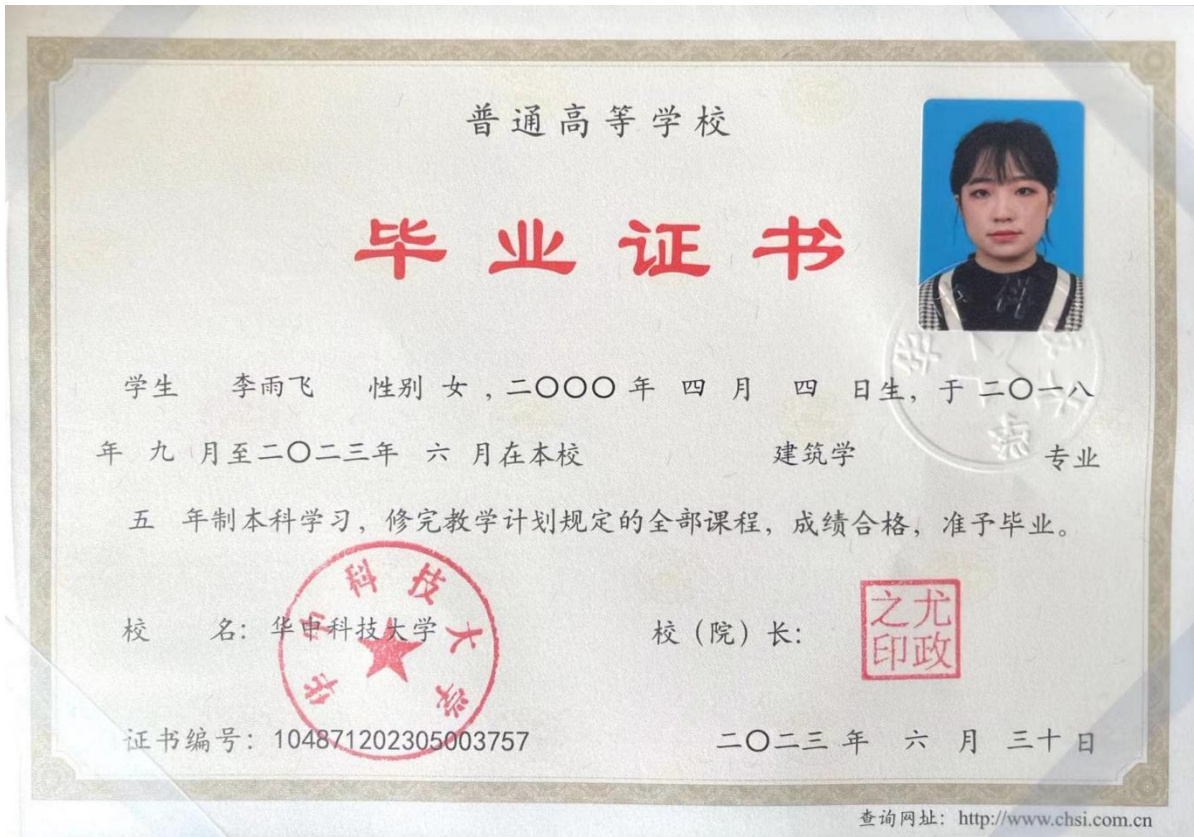 普通高等学校
毕业证书
学生 李雨飞 性别 女 ,二〇〇〇 年 四 月 四 日生, 于 二〇一八
年 九 月至二〇二三年 六 月在本校 建筑学 专业
五 年制本科学习, 修完教学计划规定的全部课程, 成绩合格, 准予毕业。
华中科技大学
校 名: 华中科技大学 校(院)长:
尤政之印
证书编号: 104871202305003757 二〇二三 年 六 月 三十 日
查询网址: http://www.chsi.com.cn